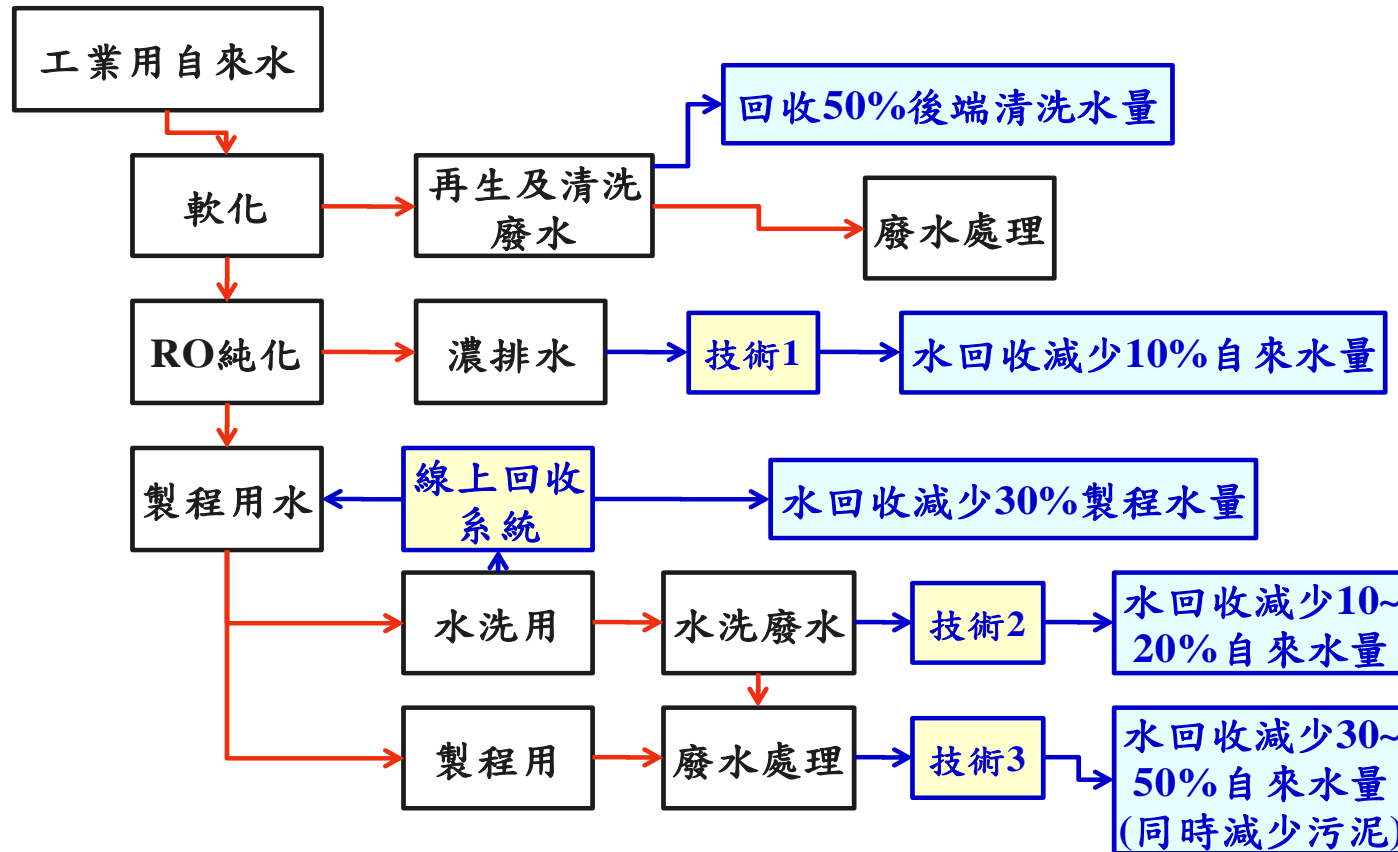 工業用自來水
回收50%後端清洗水量
軟化
再生及清洗
廢水
廢水處理
RO純化
濃排水
技術1
水回收減少10%自來水量
製程用水
線上回收
系統
水回收減少30%製程水量
水洗用
水洗廢水
技術2
水回收減少10~
20%自來水量
製程用
廢水處理
技術3
水回收減少30~
50%自來水量
(同時減少污泥)